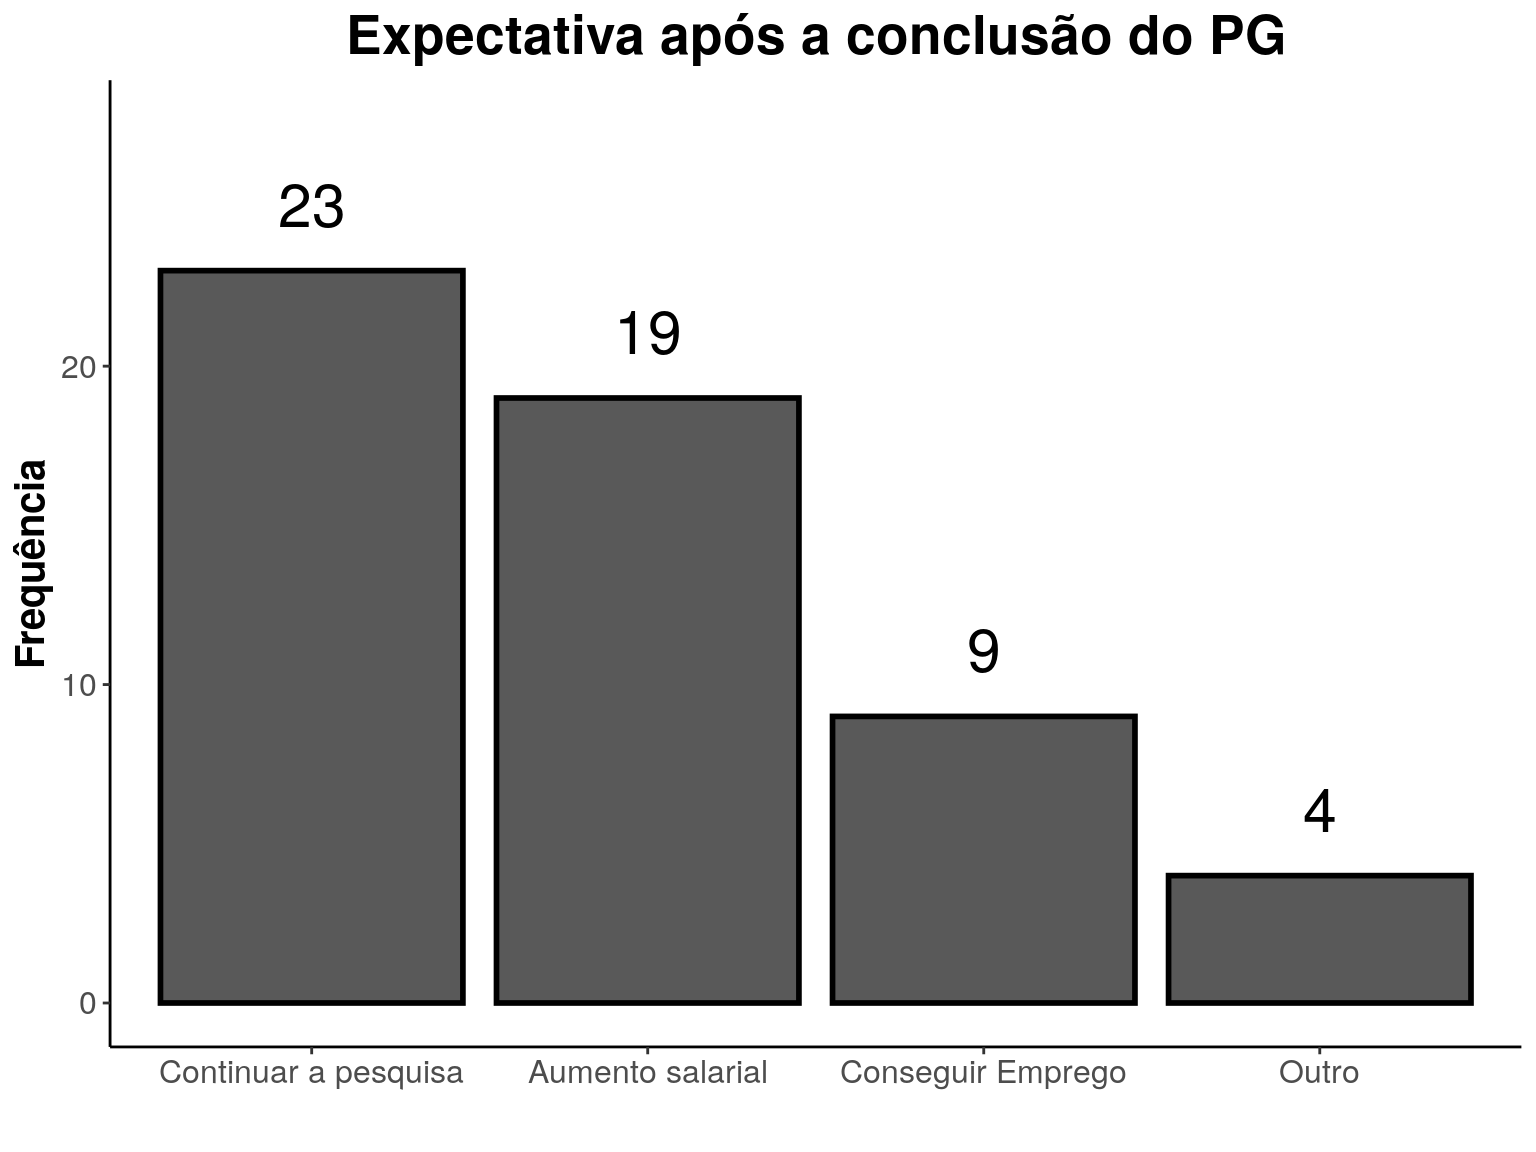 Expectativa após a conclusão do PG
23
19
9
4
20
10
0
Frequência
Continuar a pesquisa
Aumento salarial
Conseguir Emprego
Outro